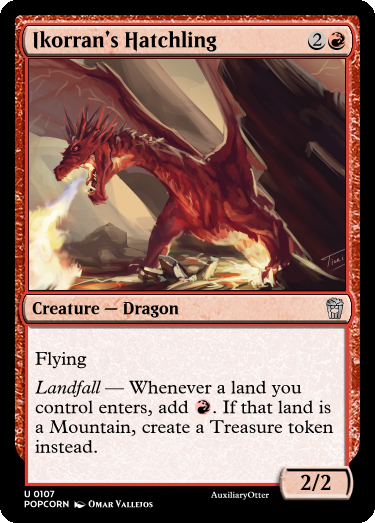 Ikorran's Hatchling 2
Creature — Dragon
Flying
Landfall — Whenever a land you
control enters, add . If that land is
a Mountain, create a Treasure token
instead.
2/2
U 0107
POPCORN Omar Vallejos
AuxiliaryOtter